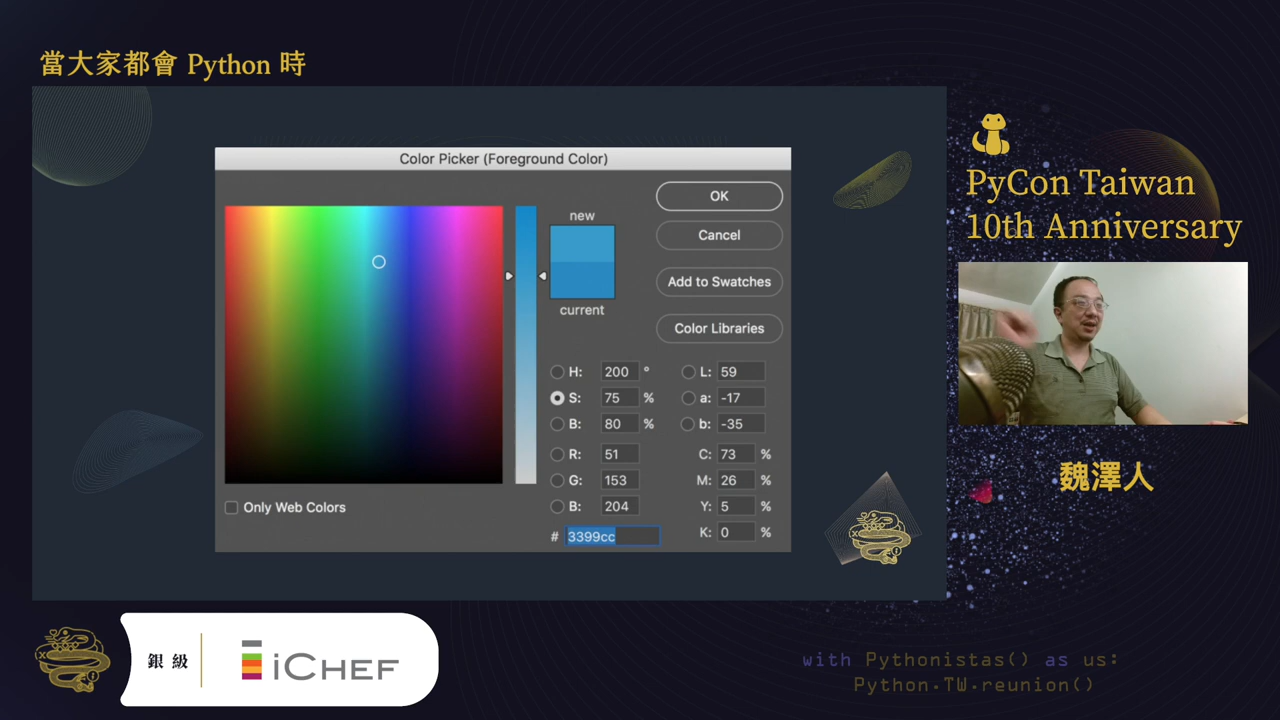 當大家都會 Python 時
Color Picker (Foreground Color)
new
current
OK
Cancel
Add to Swatches
Color Libraries
H: 200 °
S: 75 %
B: 80 %
R: 51
G: 153
B: 204
# 3399cc
L: 59
a: -17
b: -35
C: 73 %
M: 26 %
Y: 5 %
K: 0 %
Only Web Colors
PyCon Taiwan
10th Anniversary
魏澤人
銀級
iCHEF
with Pythonistas() as us:
Python.TW.reunion()